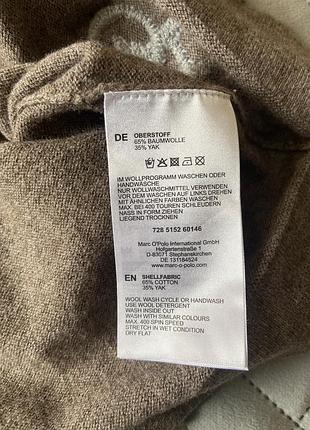 DE OBERSTOFF
65% BAUMWOLLE
35% YAK
IM WOLLPROGRAMM WASCHEN ODER
HANDWÄSCHE
NUR WOLLWASCHMITTEL VERWENDEN
VOR DEM WASCHEN AUF LINKS DREHEN
MIT ÄHNLICHEN FARBEN WASCHEN
MAX. BEI 400 TOUREN SCHLEUDERN
NASS IN FORM ZIEHEN
LIEGEND TROCKNEN
728 5152 60146
Marc O'Polo International GmbH
Hofgartenstraße 1
D-83071 Stephanskirchen
DE 131184524
www.marc-o-polo.com
EN SHELLFABRIC
65% COTTON
35% YAK
WOOL WASH CYCLE OR HANDWASH
USE WOOL DETERGENT
WASH INSIDE OUT
WASH WITH SIMILAR COLOURS
MAX. 400 SPIN SPEED
STRETCH IN WET CONDITION
DRY FLAT